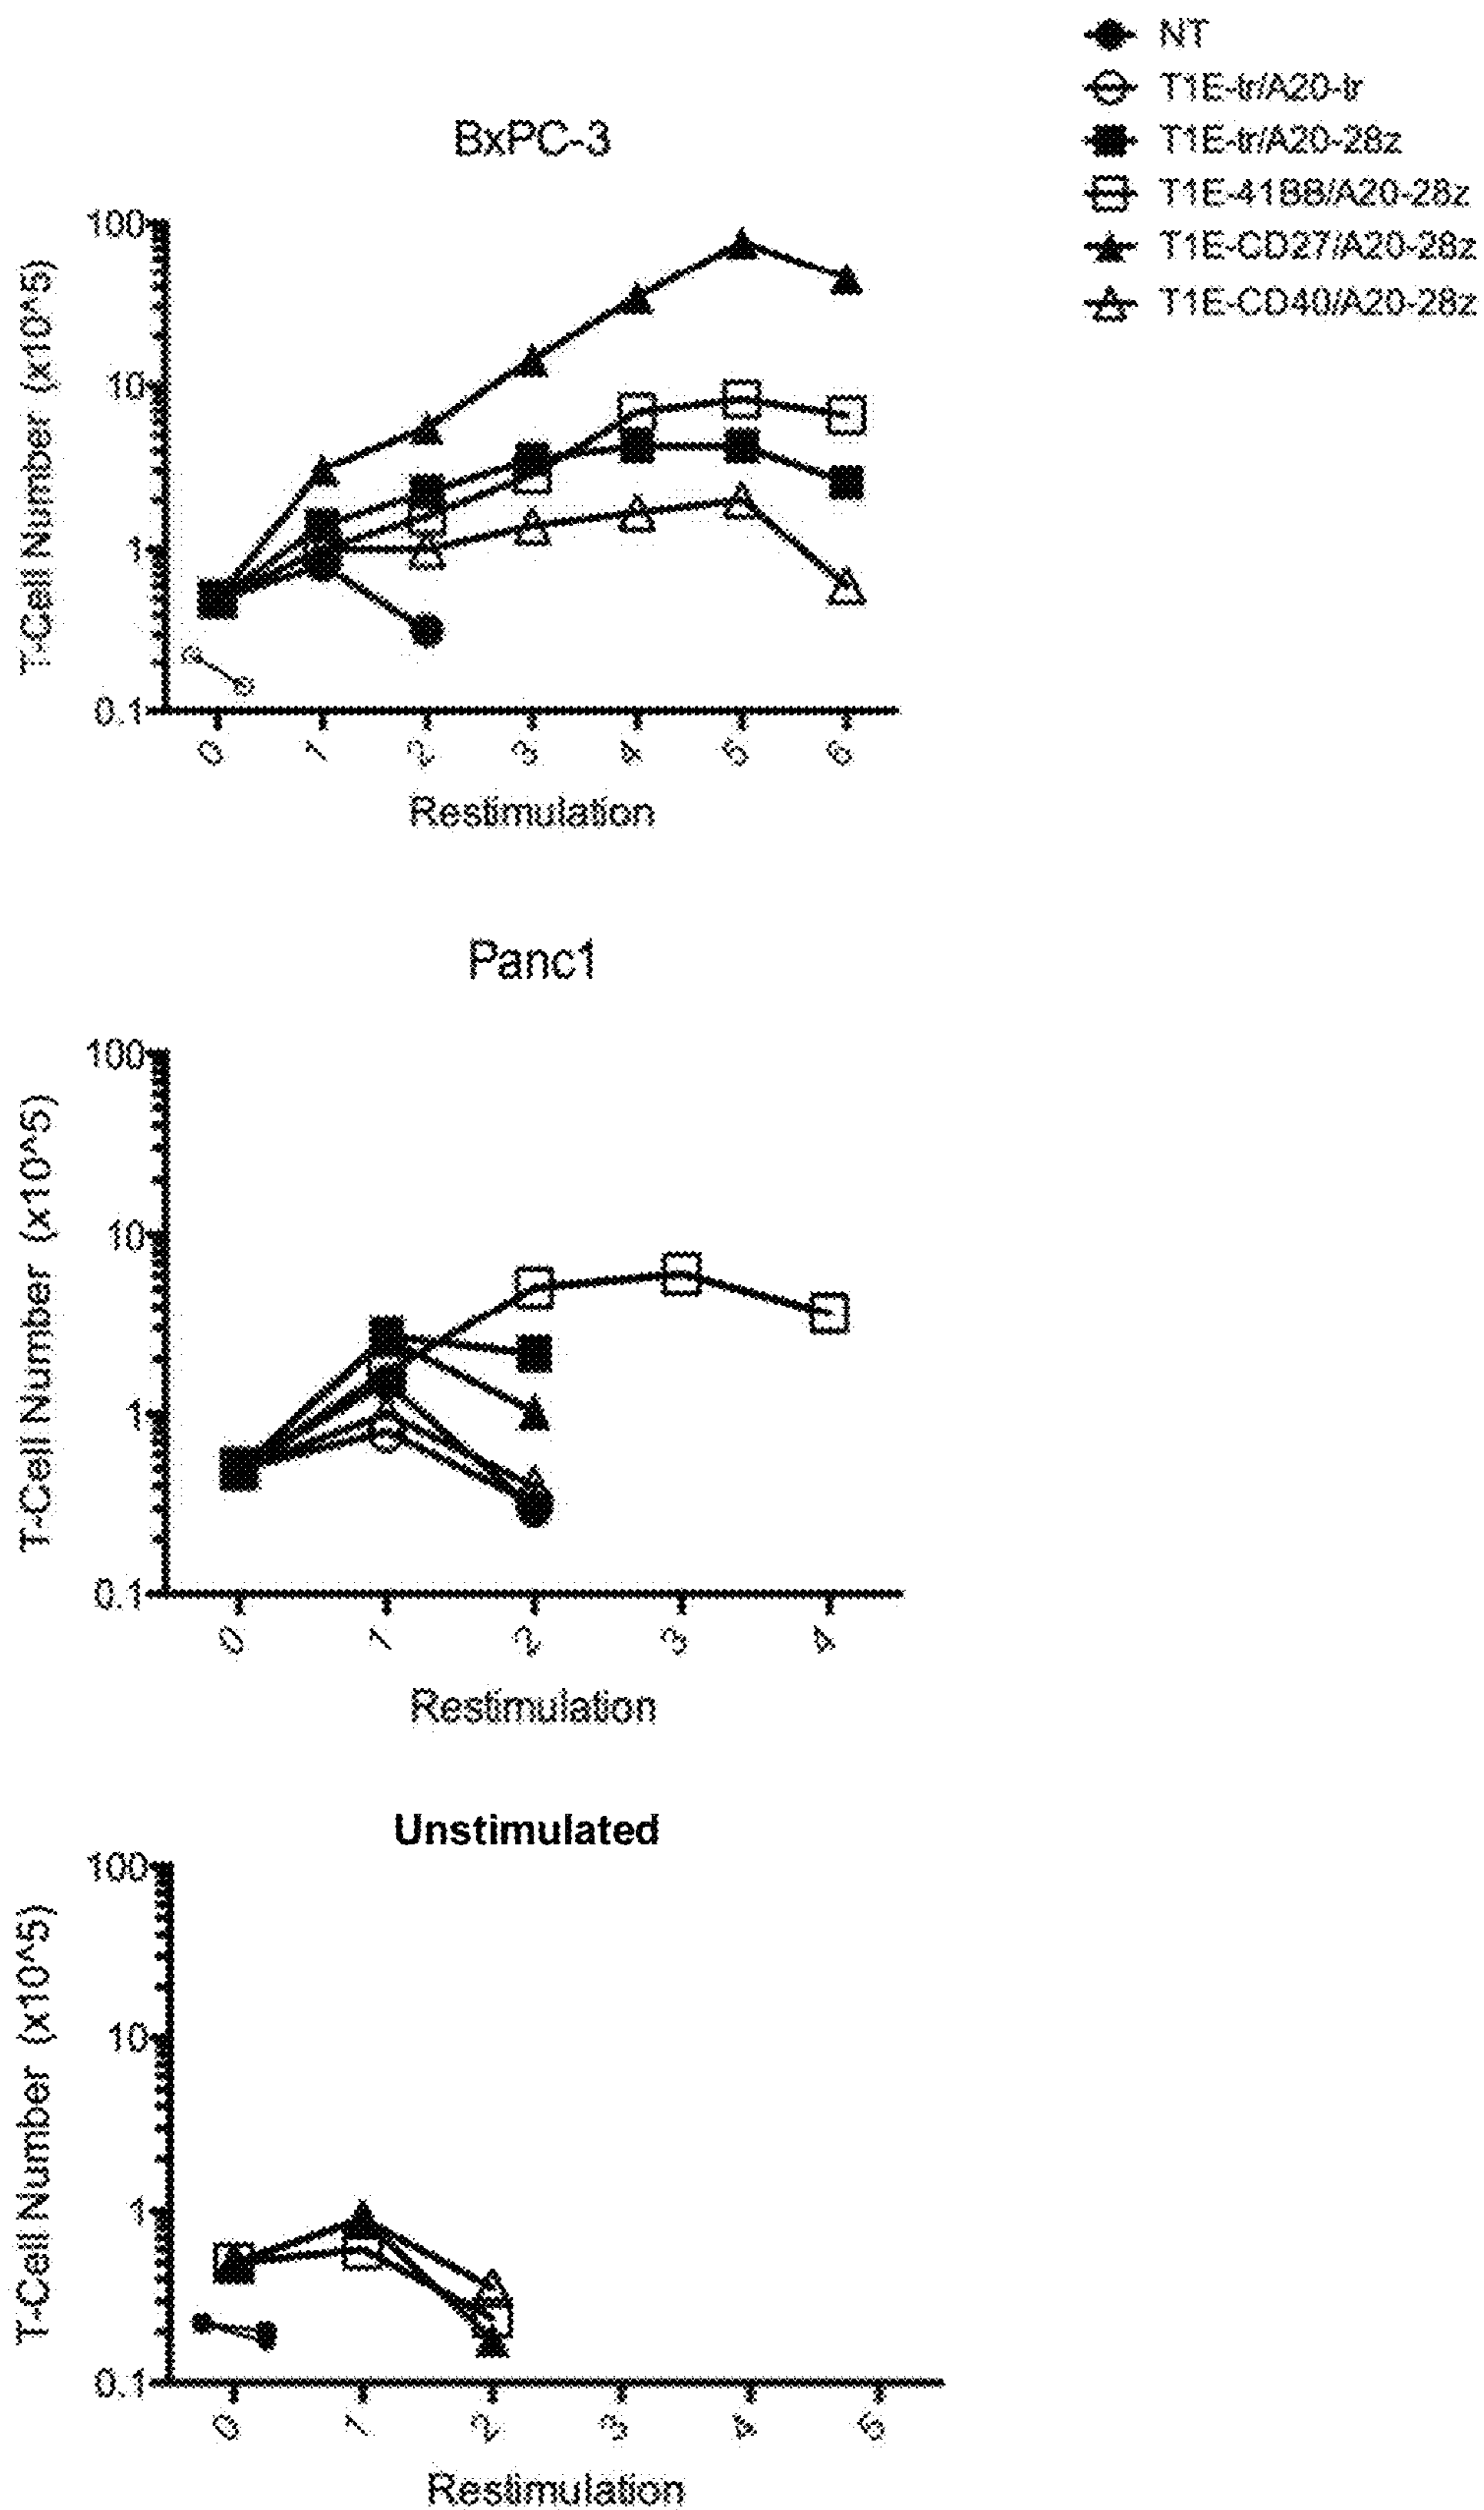 NT
T1E-tr/A20-tr
T1E-tr/A20-28z
T1E-41BB/A20-28z
T1E-CD27/A20-28z
T1E-CD40/A20-28z
BxPC-3
T-Cell Number (x10^5)
100
10
1
0.1
0 1 2 3 4 5 6
Restimulation
Panc1
T-Cell Number (x10^5)
100
10
1
0.1
0 1 2 3 4
Restimulation
Unstimulated
T-Cell Number (x10^5)
100
10
1
0.1
0 1 2 3 4 5
Restimulation